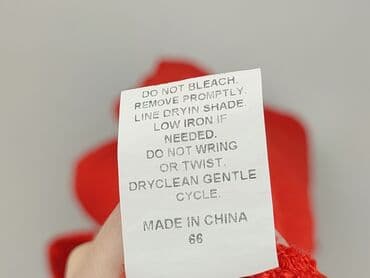 DO NOT BLEACH.
REMOVE PROMPTLY.
LINE DRYIN SHADE
LOW IRON IF
NEEDED.
DO NOT WRING
OR TWIST.
DRYCLEAN GENTLE
CYCLE.
MADE IN CHINA
66